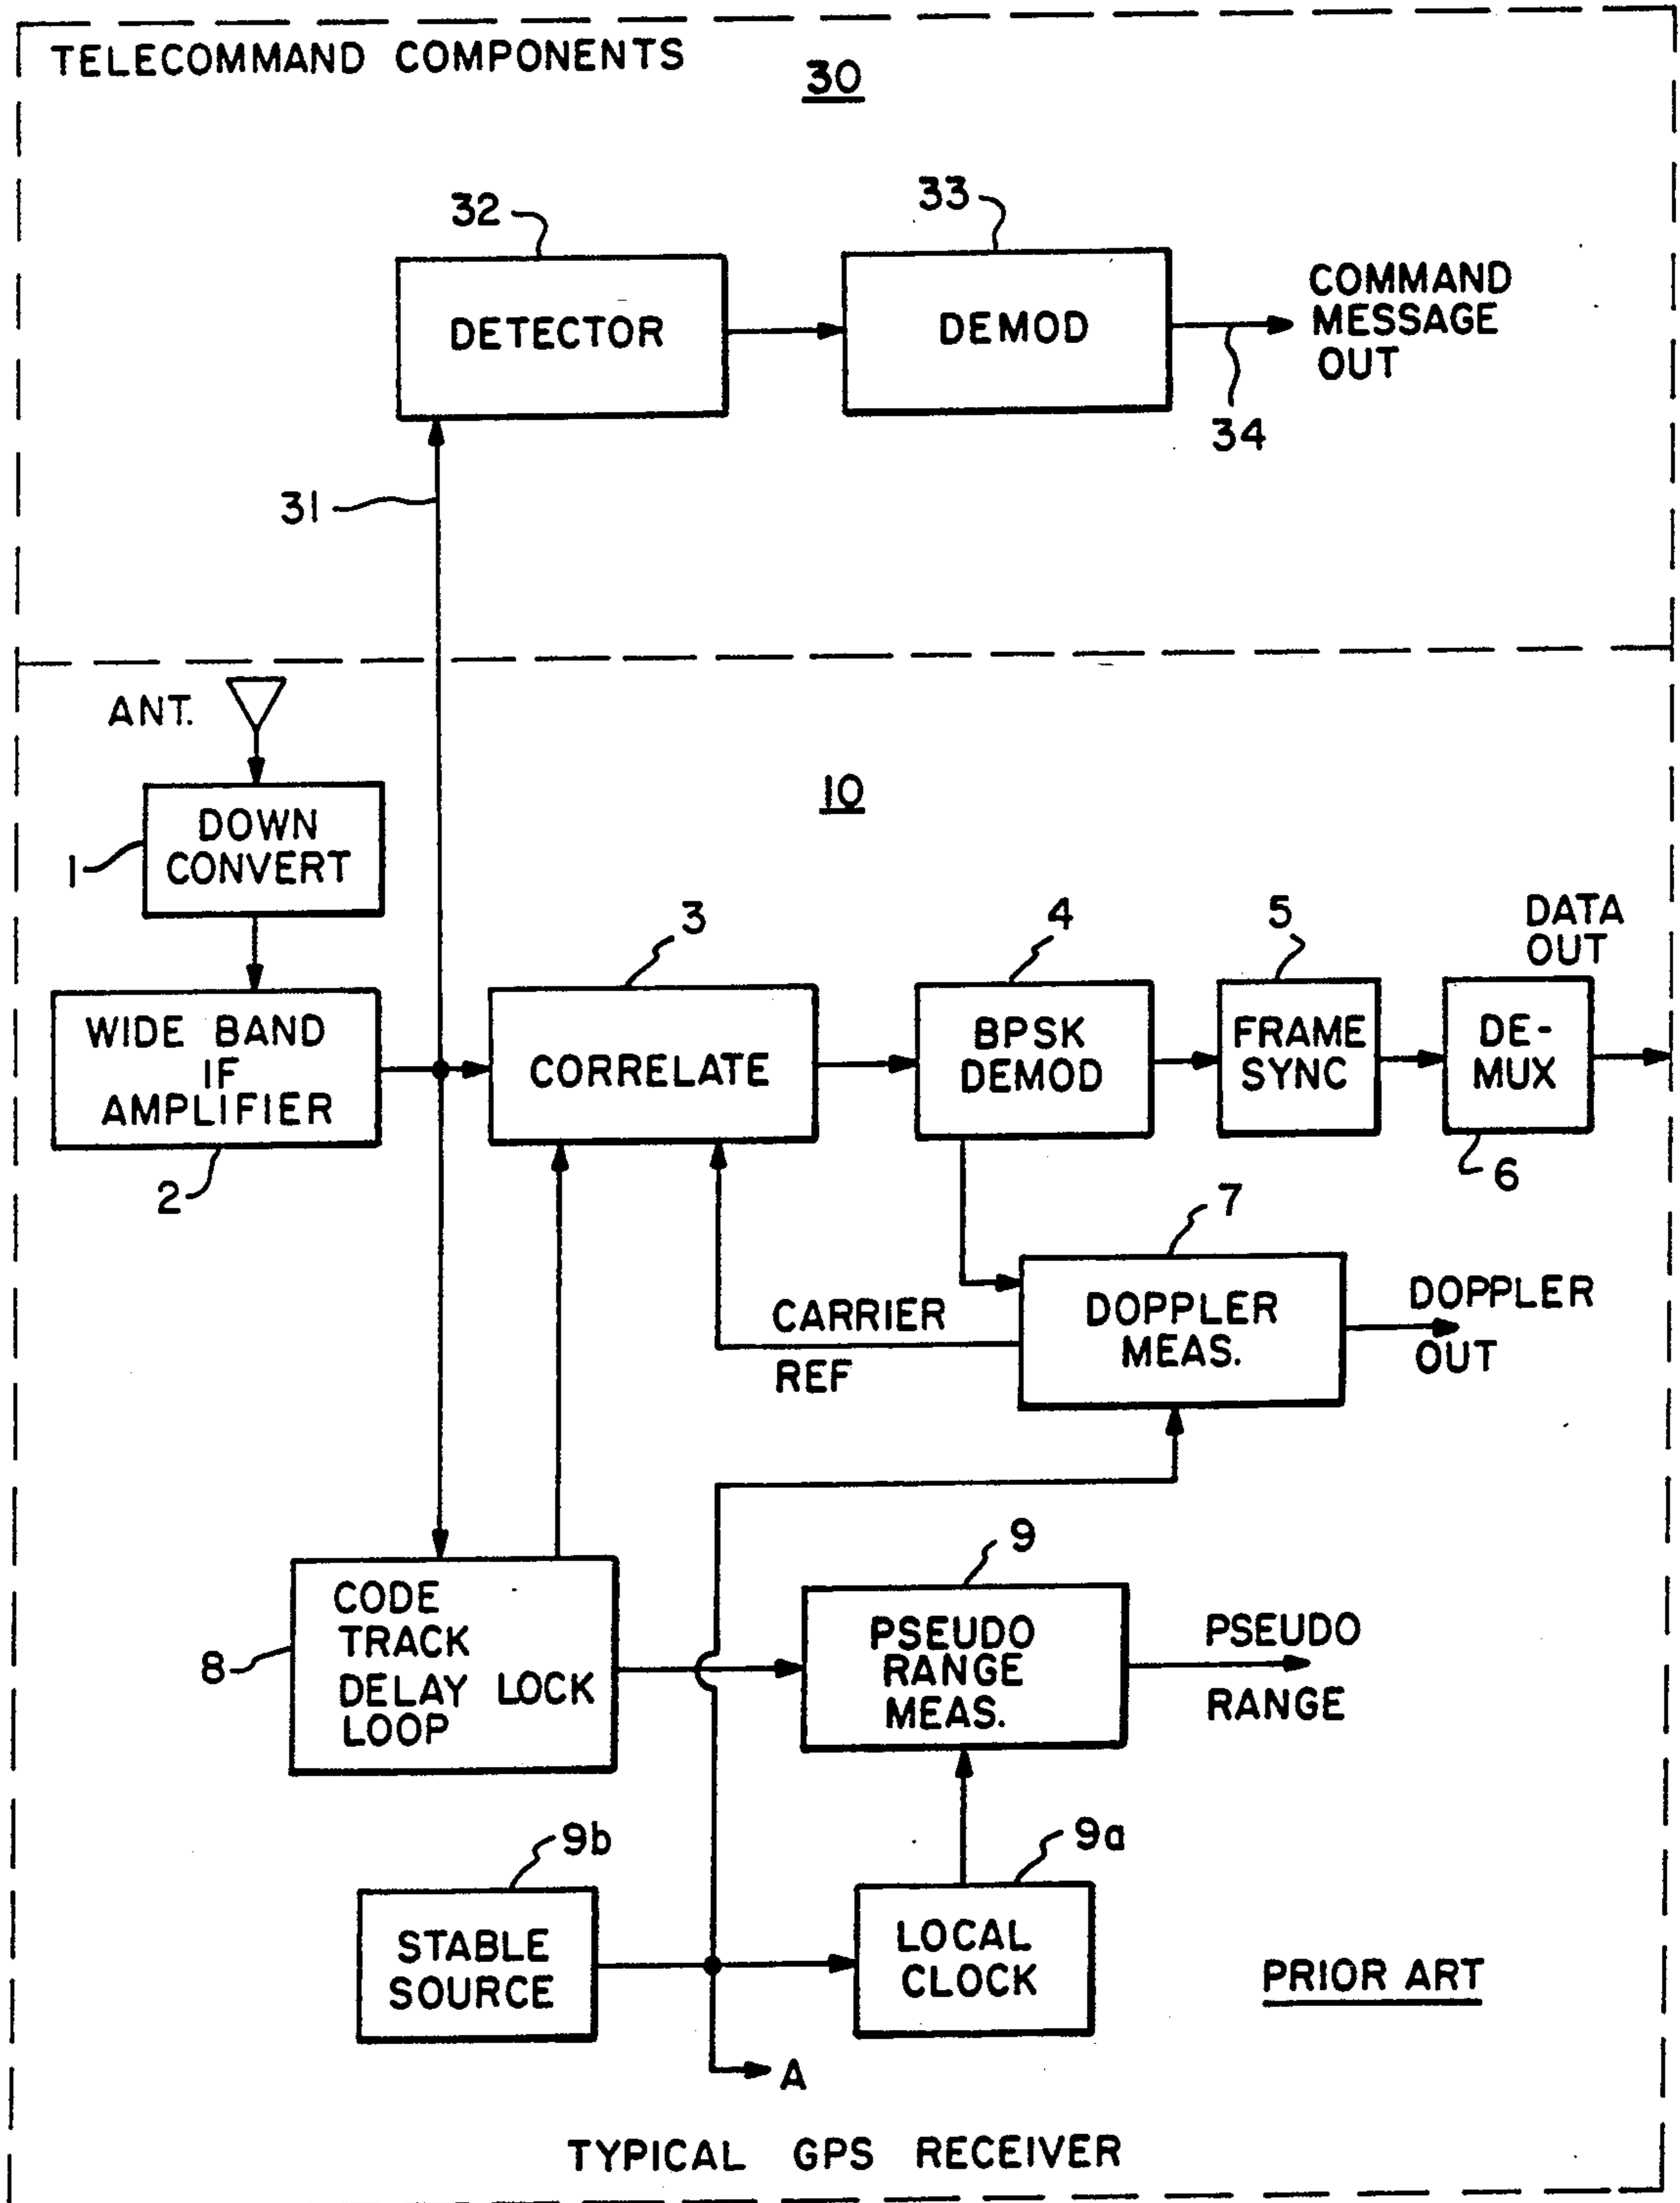 TELECOMMAND COMPONENTS
30
32
33
DETECTOR
DEMOD
COMMAND
MESSAGE
OUT
34
31
ANT.
10
DOWN
CONVERT
1
3
4
5
DATA
OUT
WIDE BAND
IF
AMPLIFIER
2
CORRELATE
BPSK
DEMOD
FRAME
SYNC
DE-
MUX
6
7
CARRIER
REF
DOPPLER
MEAS.
DOPPLER
OUT
9
CODE
TRACK
DELAY LOCK
LOOP
8
PSEUDO
RANGE
MEAS.
PSEUDO
RANGE
9b
9a
STABLE
SOURCE
LOCAL
CLOCK
PRIOR ART
A
TYPICAL GPS RECEIVER